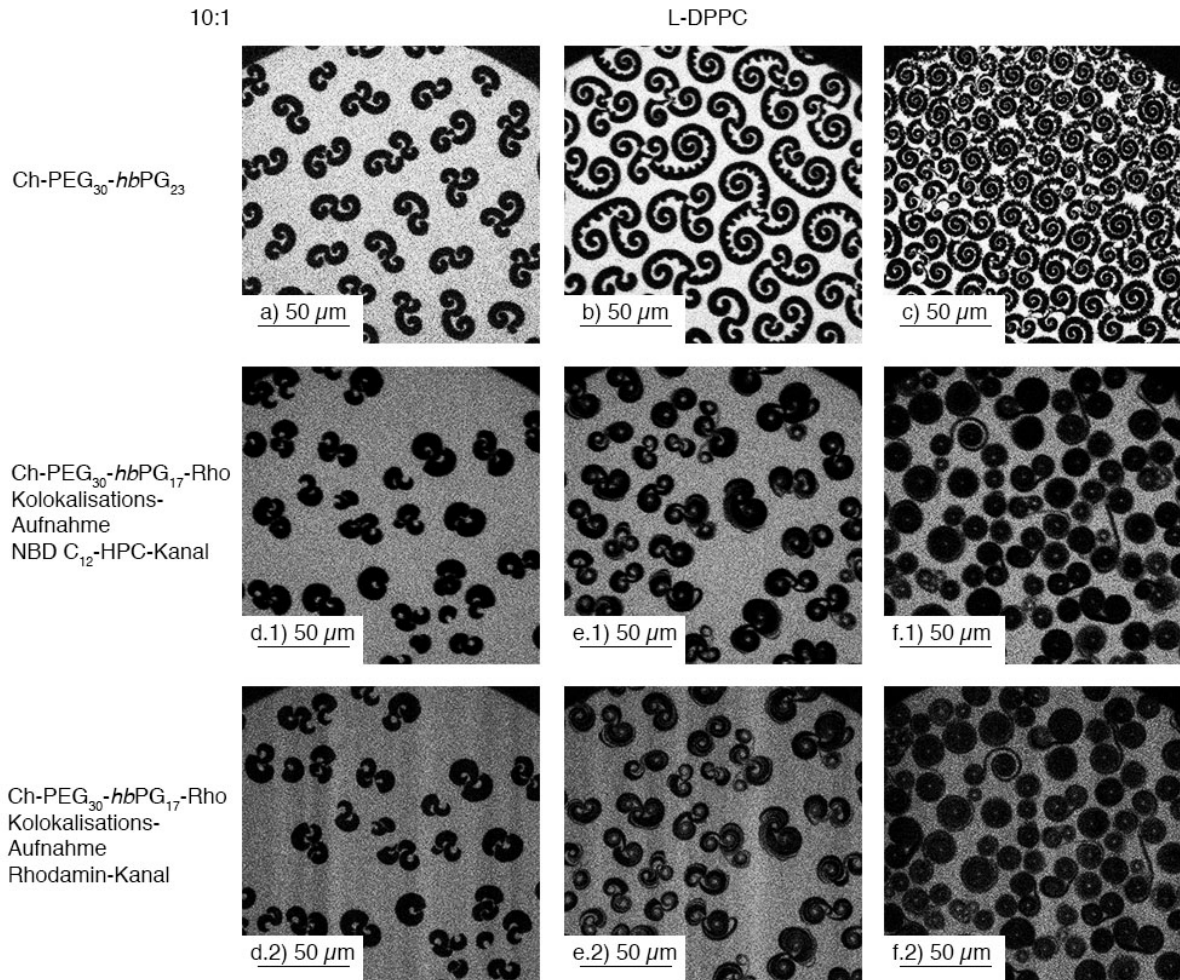 10:1 L-DPPC
Ch-PEG₃₀-hbPG₂₃
a) 50 µm
b) 50 µm
c) 50 µm
Ch-PEG₃₀-hbPG₁₇-Rho
Kolokalisations-
Aufnahme
NBD C₁₂-HPC-Kanal
d.1) 50 µm
e.1) 50 µm
f.1) 50 µm
Ch-PEG₃₀-hbPG₁₇-Rho
Kolokalisations-
Aufnahme
Rhodamin-Kanal
d.2) 50 µm
e.2) 50 µm
f.2) 50 µm